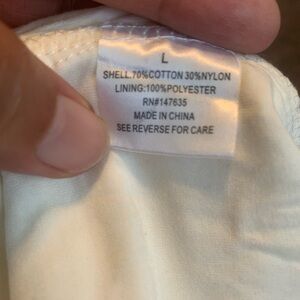 L
SHELL:70%COTTON 30%NYLON
LINING:100%POLYESTER
RN#147635
MADE IN CHINA
SEE REVERSE FOR CARE